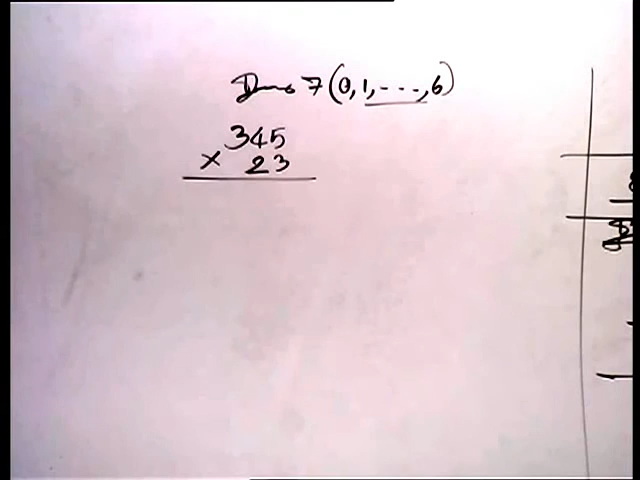 7 (0, 1, ---, 6)
345
× 23